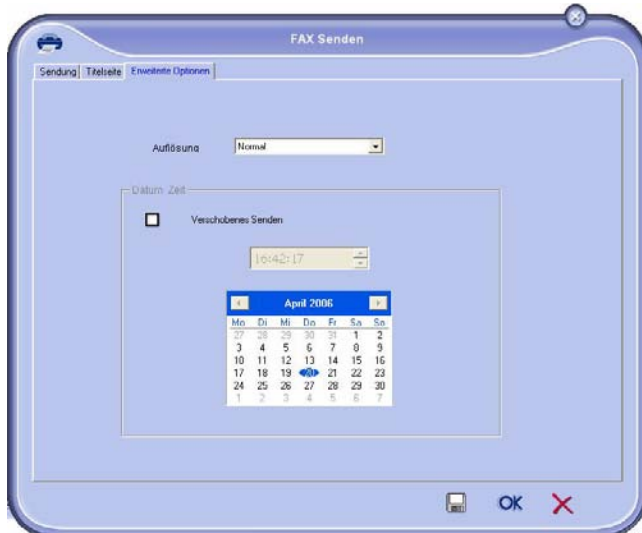 FAX Senden
Sendung Titelseite Erweiterte Optionen
Auflösung Normal
Datum Zeit
Verschobenes Senden
16:42:17
April 2006
Mo Di Mi Do Fr Sa So
27 28 29 30 31 1 2
3 4 5 6 7 8 9
10 11 12 13 14 15 16
17 18 19 20 21 22 23
24 25 26 27 28 29 30
1 2 3 4 5 6 7
OK